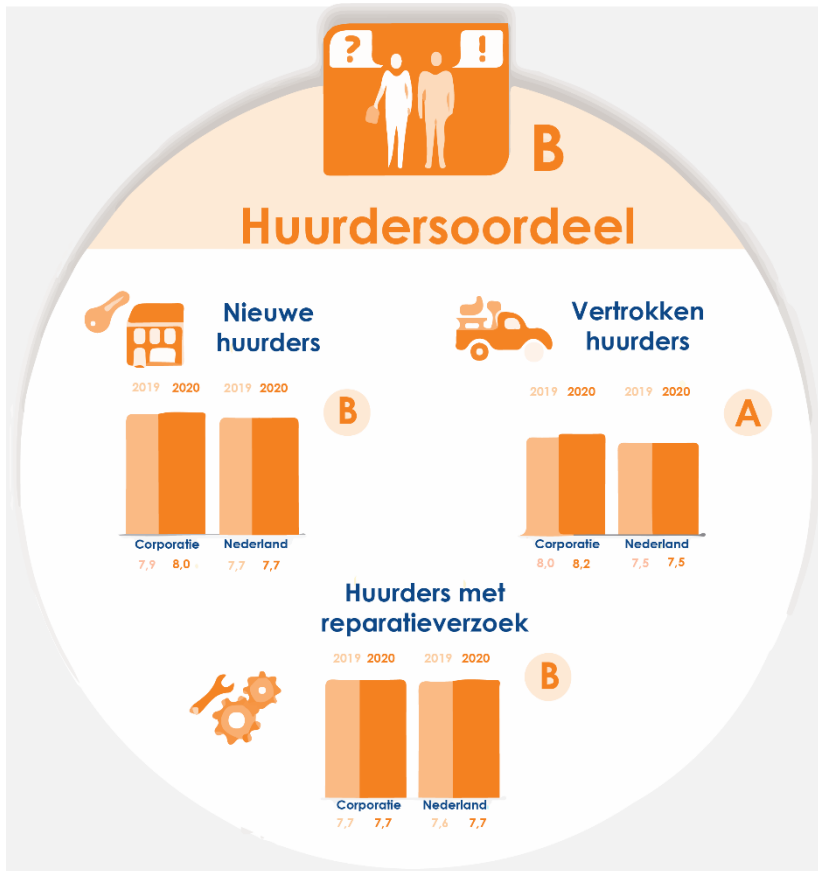 ? !
B
Huurdersoordeel
Nieuwe
huurders
2019 2020 2019 2020
B
Corporatie Nederland
7,9 8,0 7,7 7,7
Vertrokken
huurders
2019 2020 2019 2020
A
Corporatie Nederland
8,0 8,2 7,5 7,5
Huurders met
reparatieverzoek
2019 2020 2019 2020
B
Corporatie Nederland
7,7 7,7 7,6 7,7